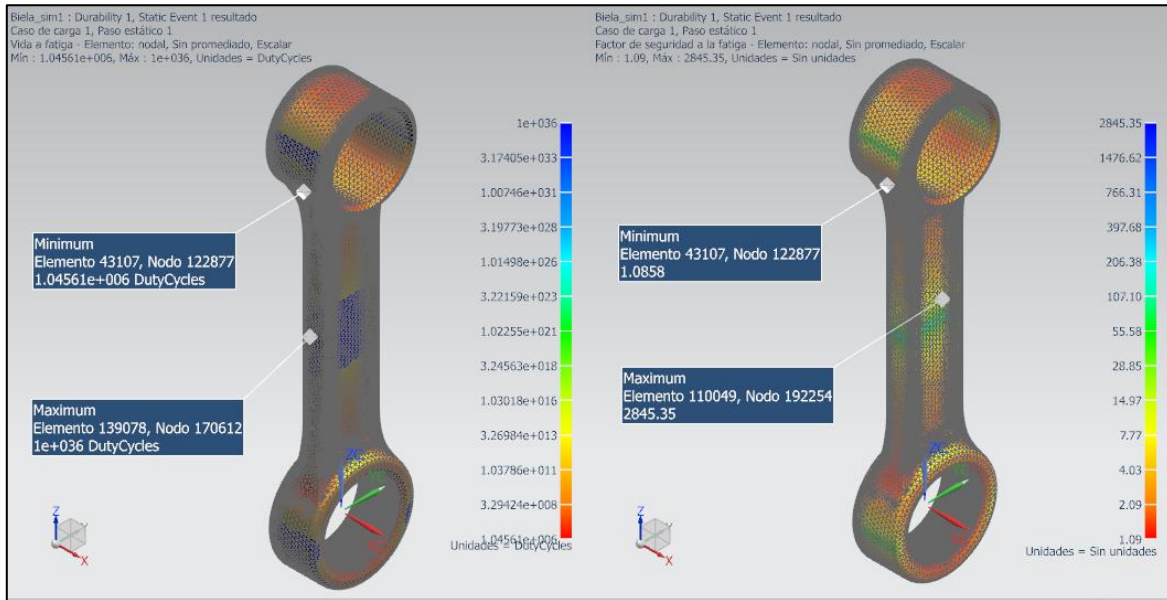 Biela_sim1 : Durability 1, Static Event 1 resultado
Caso de carga 1, Paso estático 1
Vida a fatiga - Elemento: nodal, Sin promediado, Escalar
Mín : 1.04561e+006, Máx : 1e+036, Unidades = DutyCycles
1e+036
3.17405e+033
1.00746e+031
3.19773e+028
1.01498e+026
3.22159e+023
1.02255e+021
3.24563e+018
1.03018e+016
3.26984e+013
1.03786e+011
3.29424e+008
1.04561e+006
Unidades = DutyCycles
Minimum
Elemento 43107, Nodo 122877
1.04561e+006 DutyCycles
Maximum
Elemento 139078, Nodo 170612
1e+036 DutyCycles
ZC
YC
XC
Z
Y
X
Biela_sim1 : Durability 1, Static Event 1 resultado
Caso de carga 1, Paso estático 1
Factor de seguridad a la fatiga - Elemento: nodal, Sin promediado, Escalar
Mín : 1.09, Máx : 2845.35, Unidades = Sin unidades
2845.35
1476.62
766.31
397.68
206.38
107.10
55.58
28.85
14.97
7.77
4.03
2.09
1.09
Unidades = Sin unidades
Minimum
Elemento 43107, Nodo 122877
1.0858
Maximum
Elemento 110049, Nodo 192254
2845.35
ZC
YC
XC
Z
Y
X